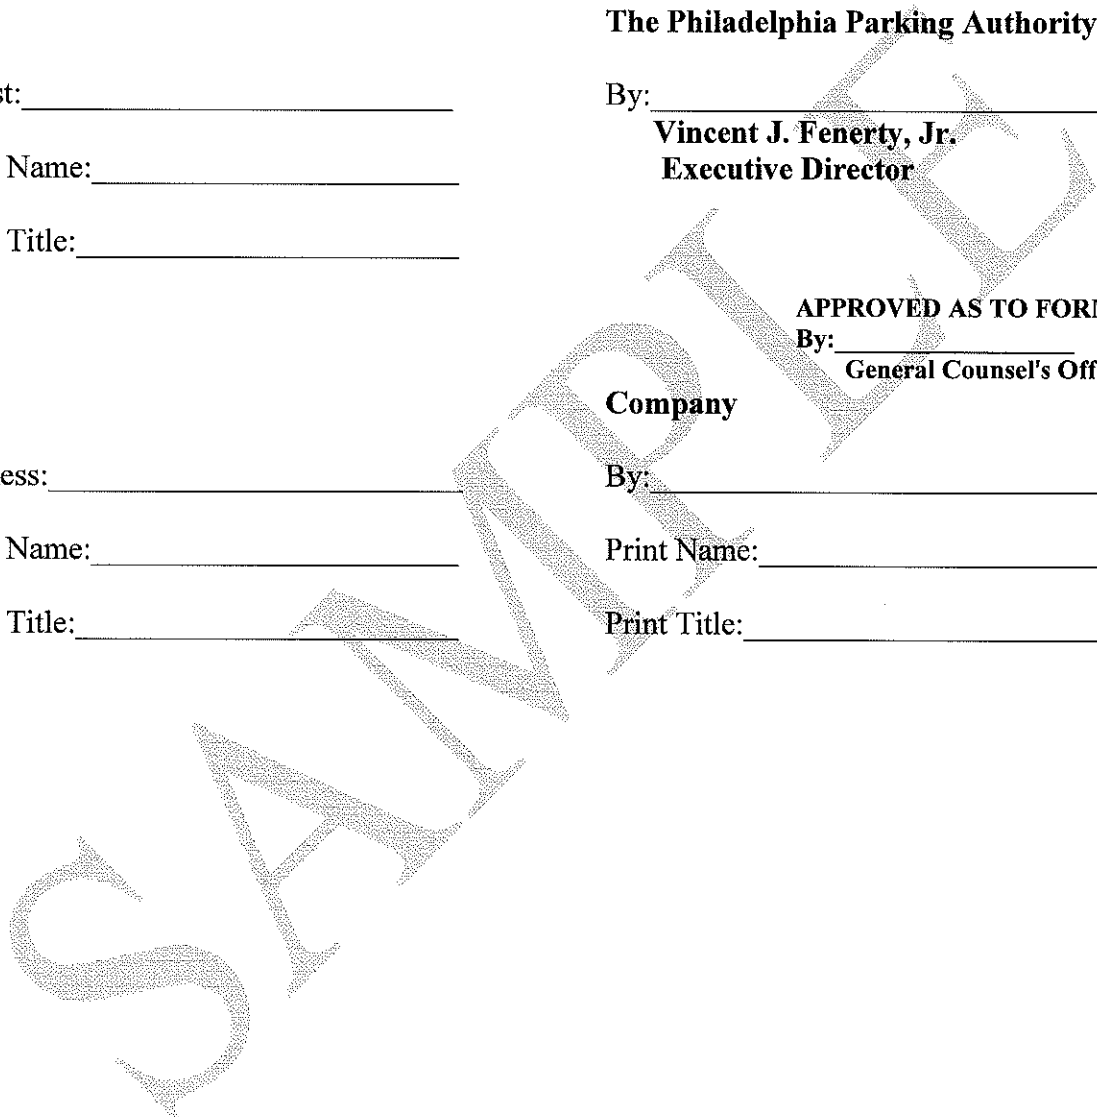 The Philadelphia Parking Authority
st:
By:
Vincent J. Fenerty, Jr.
Executive Director
Name:
Title:
APPROVED AS TO FORM
By:
General Counsel's Off
Company
ess:
By:
Name:
Print Name:
Title:
Print Title:
SAMPLE